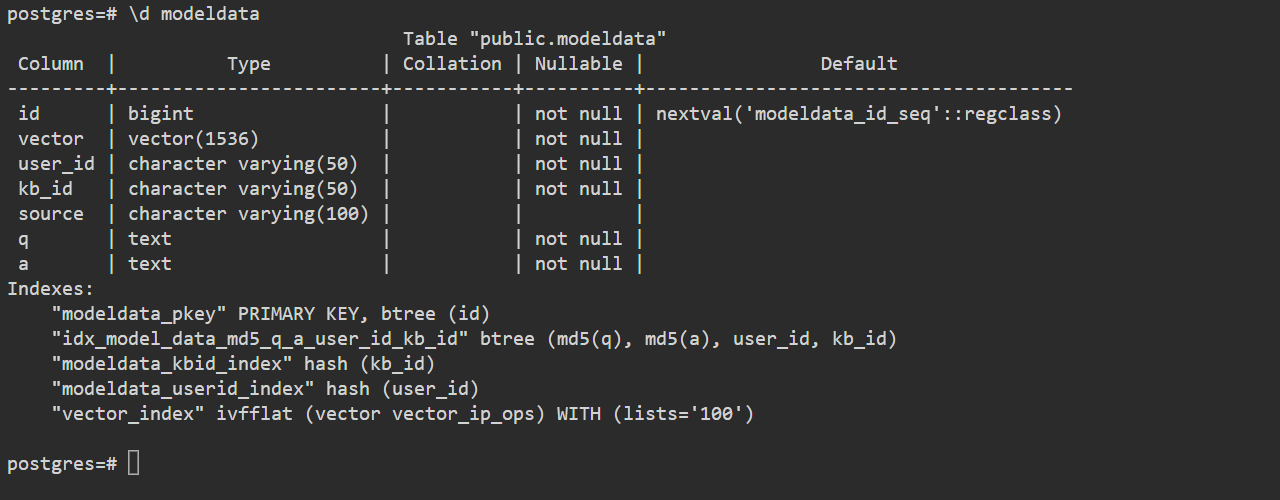 postgres=# \d modeldata
                                    Table "public.modeldata"
 Column  |          Type          | Collation | Nullable |                Default
---------+------------------------+-----------+----------+---------------------------------------
 id      | bigint                 |           | not null | nextval('modeldata_id_seq'::regclass)
 vector  | vector(1536)           |           | not null |
 user_id | character varying(50)  |           | not null |
 kb_id   | character varying(50)  |           | not null |
 source  | character varying(100) |           |          |
 q       | text                   |           | not null |
 a       | text                   |           | not null |
Indexes:
    "modeldata_pkey" PRIMARY KEY, btree (id)
    "idx_model_data_md5_q_a_user_id_kb_id" btree (md5(q), md5(a), user_id, kb_id)
    "modeldata_kbid_index" hash (kb_id)
    "modeldata_userid_index" hash (user_id)
    "vector_index" ivfflat (vector vector_ip_ops) WITH (lists='100')
postgres=#